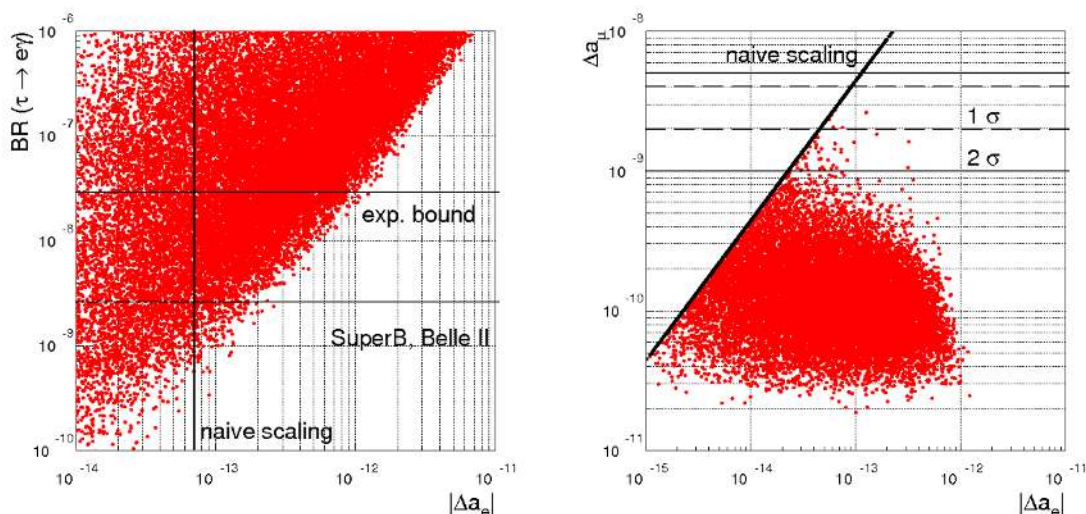 BR (τ → eγ)
10⁻⁶
10⁻⁷
10⁻⁸
10⁻⁹
10⁻¹⁰
exp. bound
SuperB, Belle II
naive scaling
10⁻¹⁴ 10⁻¹³ 10⁻¹² 10⁻¹¹
|Δaₑ|
Δa_μ
10⁻⁸
10⁻⁹
10⁻¹⁰
10⁻¹¹
naive scaling
1 σ
2 σ
10⁻¹⁵ 10⁻¹⁴ 10⁻¹³ 10⁻¹² 10⁻¹¹
|Δaₑ|